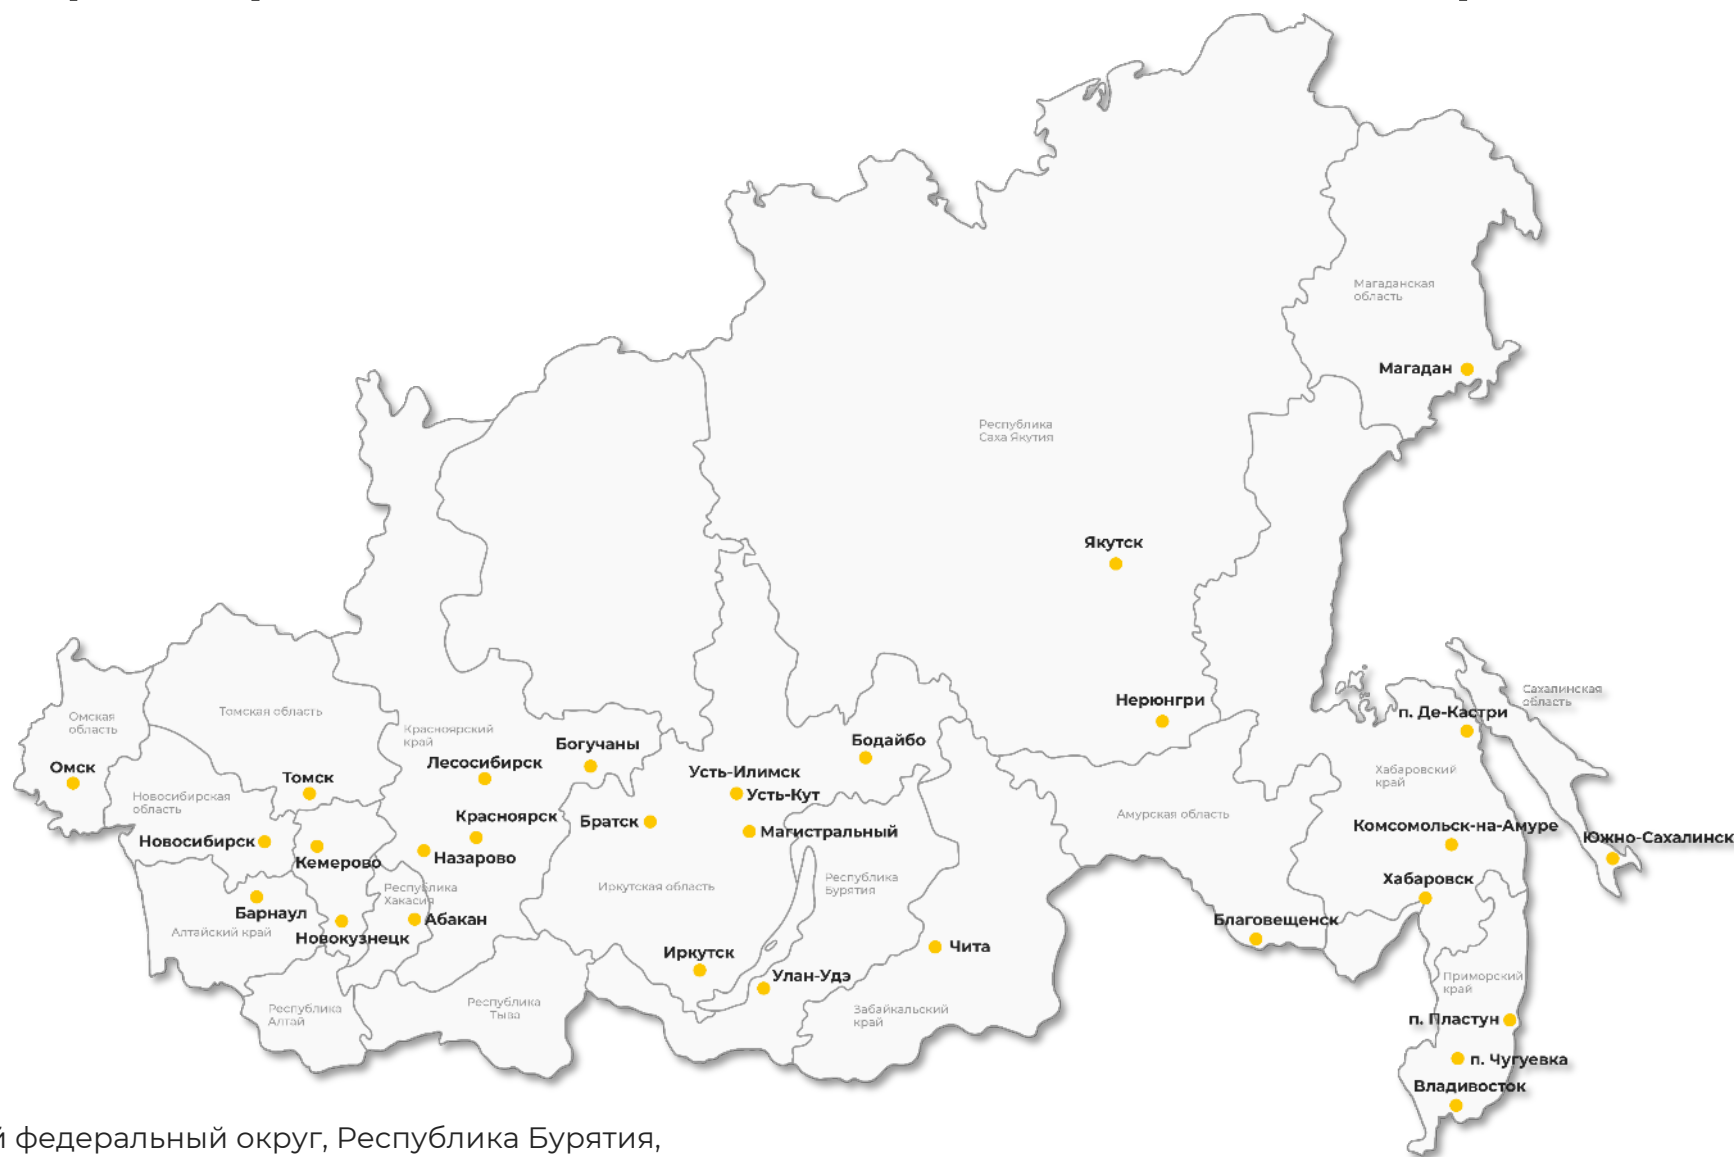 Магаданская
область
Магадан
Республика
Саха Якутия
Якутск
Нерюнгри
Сахалинская
область
п. Де-Кастри
Омская
область
Томская область
Красноярский
край
Богучаны
Бодайбо
Лесосибирск
Омск
Томск
Усть-Илимск
Усть-Кут
Хабаровский
край
Новосибирская
область
Амурская область
Красноярск
Братск
Магистральный
Комсомольск-на-Амуре
Южно-Сахалинск
Новосибирск
Кемерово
Назарово
Хабаровск
Республика
Хакасия
Иркутская область
Республика
Бурятия
Барнаул
Абакан
Благовещенск
Алтайский край
Новокузнецк
Чита
Иркутск
Улан-Удэ
Приморский
край
Республика
Алтай
Республика
Тыва
Забайкальский
край
п. Пластун
п. Чугуевка
Владивосток
й федеральный округ, Республика Бурятия,